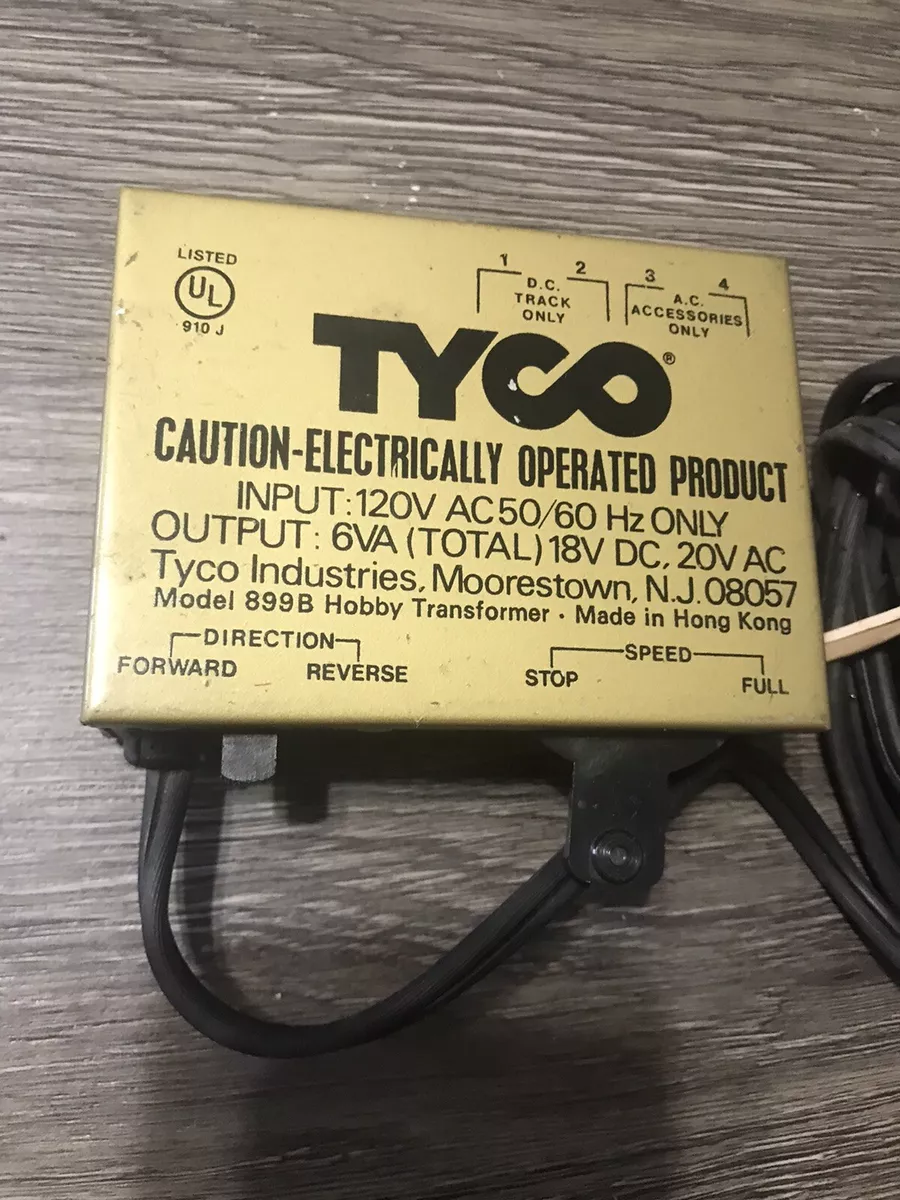 LISTED
UL
910 J
1 2 3 4
D.C.
TRACK
ONLY
A.C.
ACCESSORIES
ONLY
TYCO®
CAUTION-ELECTRICALLY OPERATED PRODUCT
INPUT: 120V AC 50/60 Hz ONLY
OUTPUT: 6VA (TOTAL) 18V DC, 20V AC
Tyco Industries, Moorestown, N.J. 08057
Model 899B Hobby Transformer · Made in Hong Kong
DIRECTION
FORWARD REVERSE
SPEED
STOP FULL